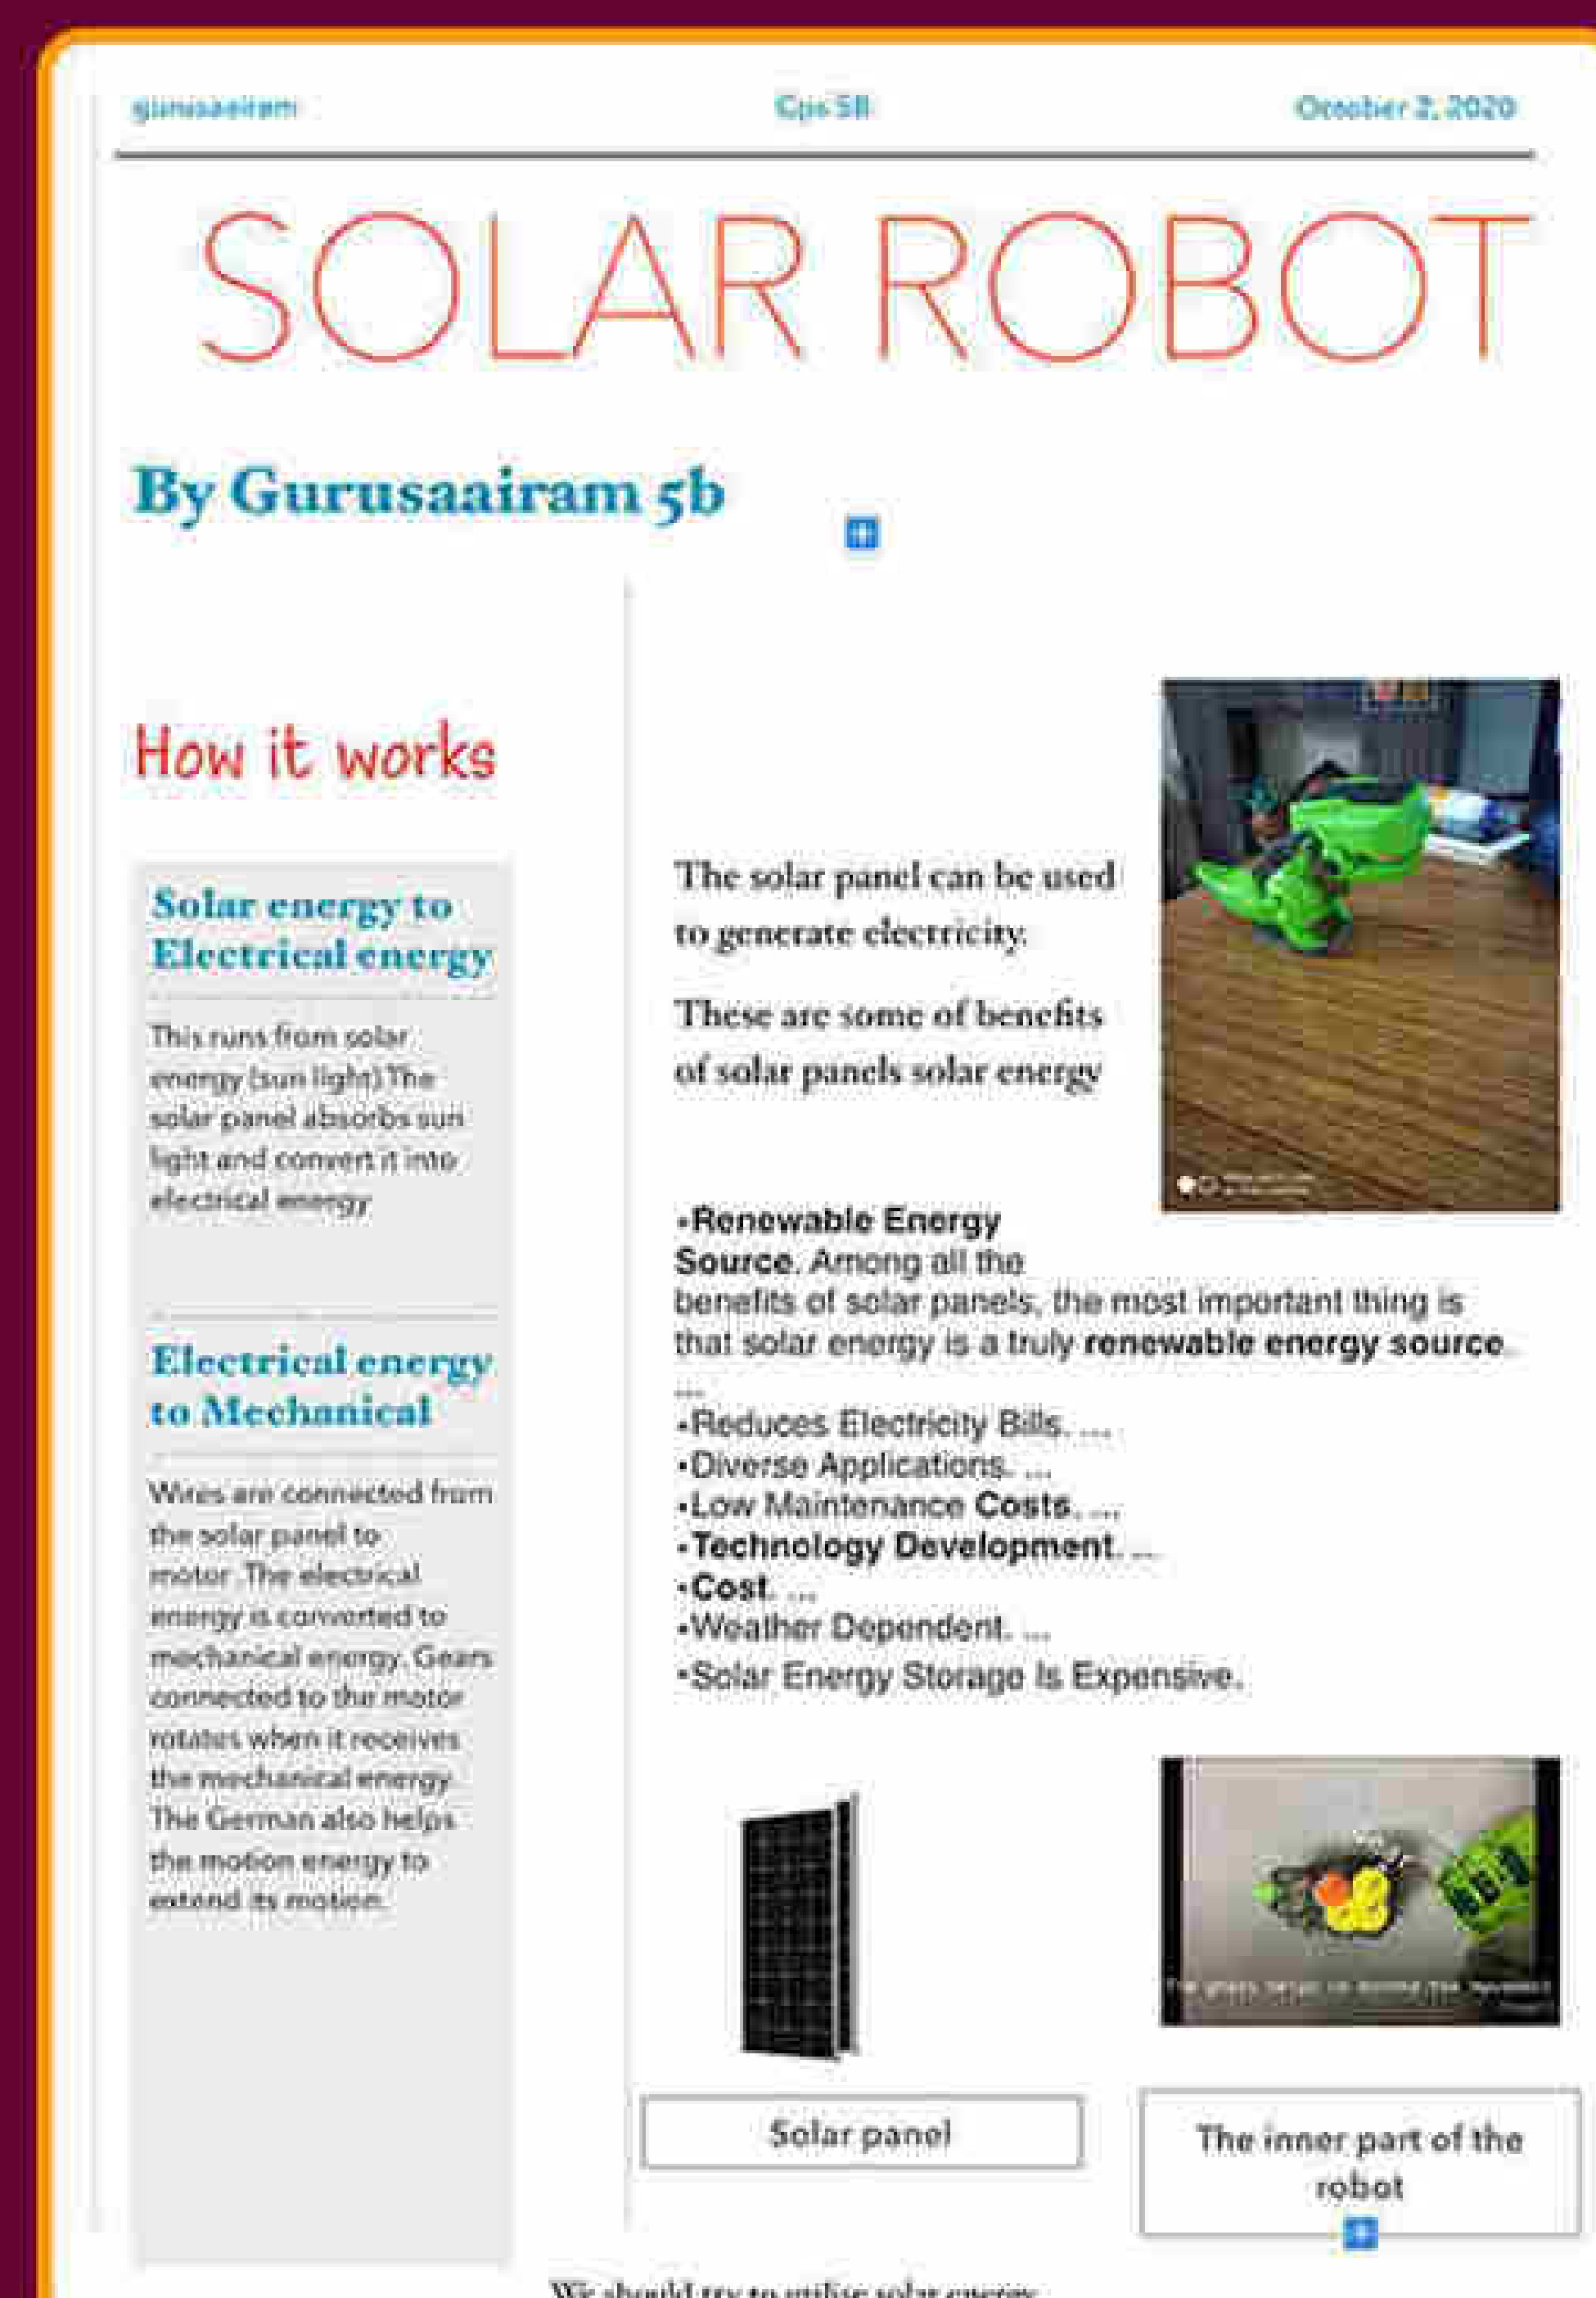 gurusaairam
Cps 5B
October 2, 2020
SOLAR ROBOT
By Gurusaairam 5b
How it works
Solar energy to
Electrical energy
This runs from solar
energy (sun light).The
solar panel absorbs sun
light and convert it into
electrical energy
Electrical energy
to Mechanical
Wires are connected from
the solar panel to
motor .The electrical
energy is converted to
mechanical energy. Gears
connected to the motor
rotates when it receives
the mechanical energy.
The German also helps
the motion energy to
extend its motion.
The solar panel can be used
to generate electricity.
These are some of benefits
of solar panels solar energy
•Renewable Energy
Source. Among all the
benefits of solar panels, the most important thing is
that solar energy is a truly renewable energy source.
...
•Reduces Electricity Bills. ...
•Diverse Applications. ...
•Low Maintenance Costs. ...
•Technology Development. ...
•Cost. ...
•Weather Dependent. ...
•Solar Energy Storage Is Expensive.
Solar panel
The inner part of the
robot
We should try to utilise solar energy